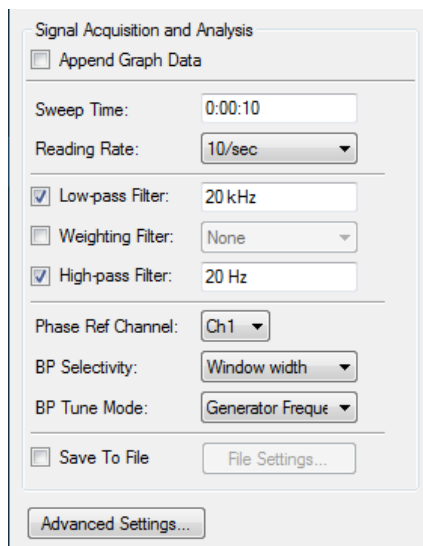 Signal Acquisition and Analysis
Append Graph Data
Sweep Time: 0:00:10
Reading Rate: 10/sec
Low-pass Filter: 20 kHz
Weighting Filter: None
High-pass Filter: 20 Hz
Phase Ref Channel: Ch1
BP Selectivity: Window width
BP Tune Mode: Generator Freque
Save To File File Settings...
Advanced Settings...